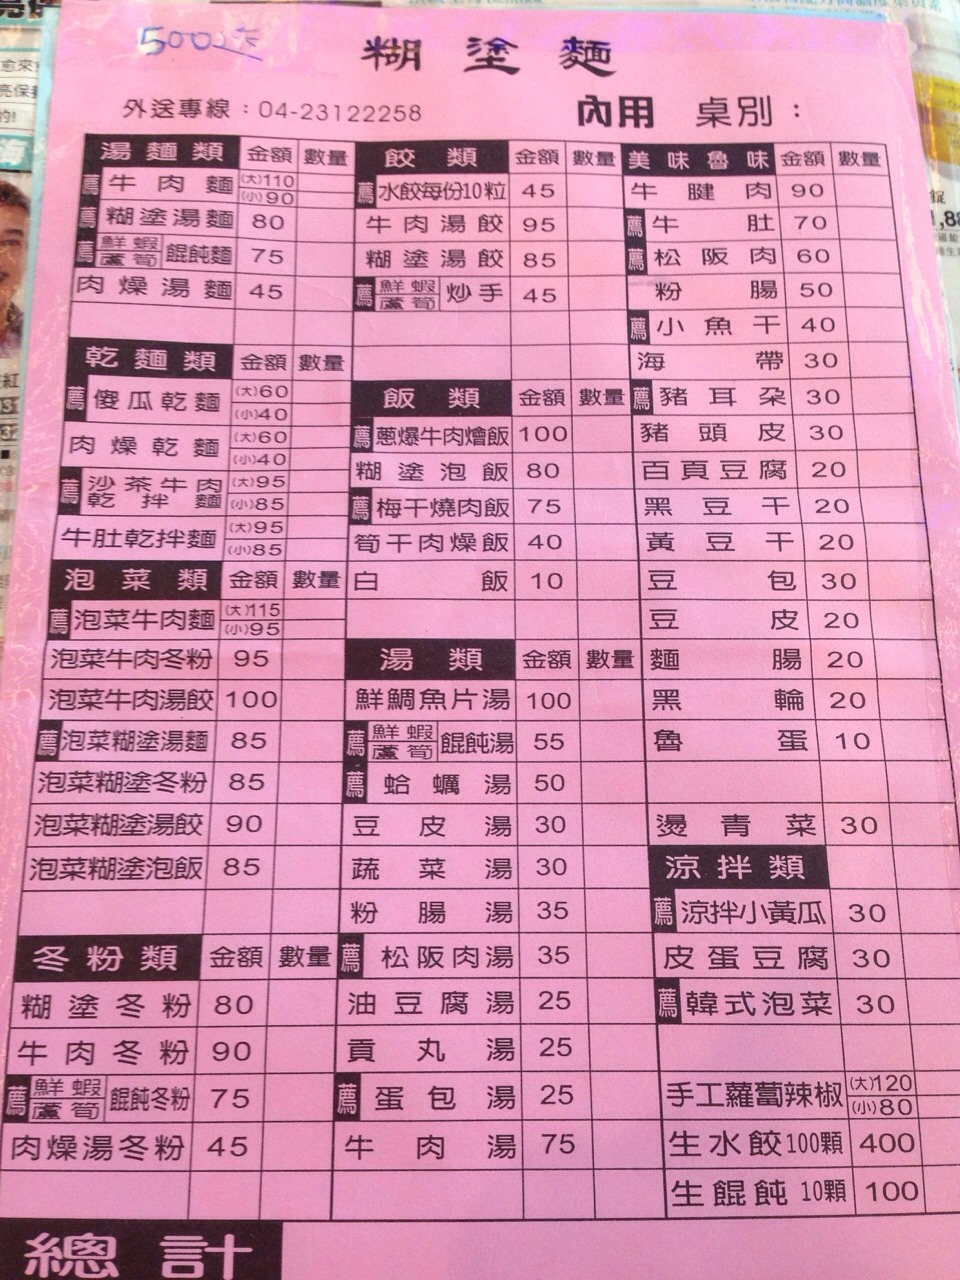 500送
糊塗麵
外送專線：04-23122258
內用 桌別：
湯麵類 金額 數量
薦 牛肉麵 (大)110 (小)90
薦 糊塗湯麵 80
薦 鮮蝦蘆筍餛飩麵 75
肉燥湯麵 45
乾麵類 金額 數量
薦 傻瓜乾麵 (大)60 (小)40
肉燥乾麵 (大)60 (小)40
薦 沙茶牛肉乾拌麵 (大)95 (小)85
牛肚乾拌麵 (大)95 (小)85
泡菜類 金額 數量
薦 泡菜牛肉麵 (大)115 (小)95
泡菜牛肉冬粉 95
泡菜牛肉湯餃 100
薦 泡菜糊塗湯麵 85
泡菜糊塗冬粉 85
泡菜糊塗湯餃 90
泡菜糊塗泡飯 85
冬粉類 金額 數量
糊塗冬粉 80
牛肉冬粉 90
薦 鮮蝦蘆筍餛飩冬粉 75
肉燥湯冬粉 45
餃類 金額 數量
薦 水餃每份10粒 45
牛肉湯餃 95
糊塗湯餃 85
薦 鮮蝦蘆筍炒手 45
飯類 金額 數量
薦 蔥爆牛肉燴飯 100
糊塗泡飯 80
薦 梅干燒肉飯 75
筍干肉燥飯 40
白飯 10
湯類 金額 數量
鮮鯛魚片湯 100
薦 鮮蝦蘆筍餛飩湯 55
薦 蛤蠣湯 50
豆皮湯 30
蔬菜湯 30
粉腸湯 35
薦 松阪肉湯 35
油豆腐湯 25
貢丸湯 25
薦 蛋包湯 25
牛肉湯 75
美味魯味 金額 數量
牛腱肉 90
薦 牛肚 70
薦 松阪肉 60
粉腸 50
薦 小魚干 40
海帶 30
薦 豬耳朵 30
豬頭皮 30
百頁豆腐 20
黑豆干 20
黃豆干 20
豆包 30
豆皮 20
麵腸 20
黑輪 20
魯蛋 10
燙青菜 30
涼拌類
薦 涼拌小黃瓜 30
皮蛋豆腐 30
薦 韓式泡菜 30
手工蘿蔔辣椒 (大)120 (小)80
生水餃100顆 400
生餛飩10顆 100
總計